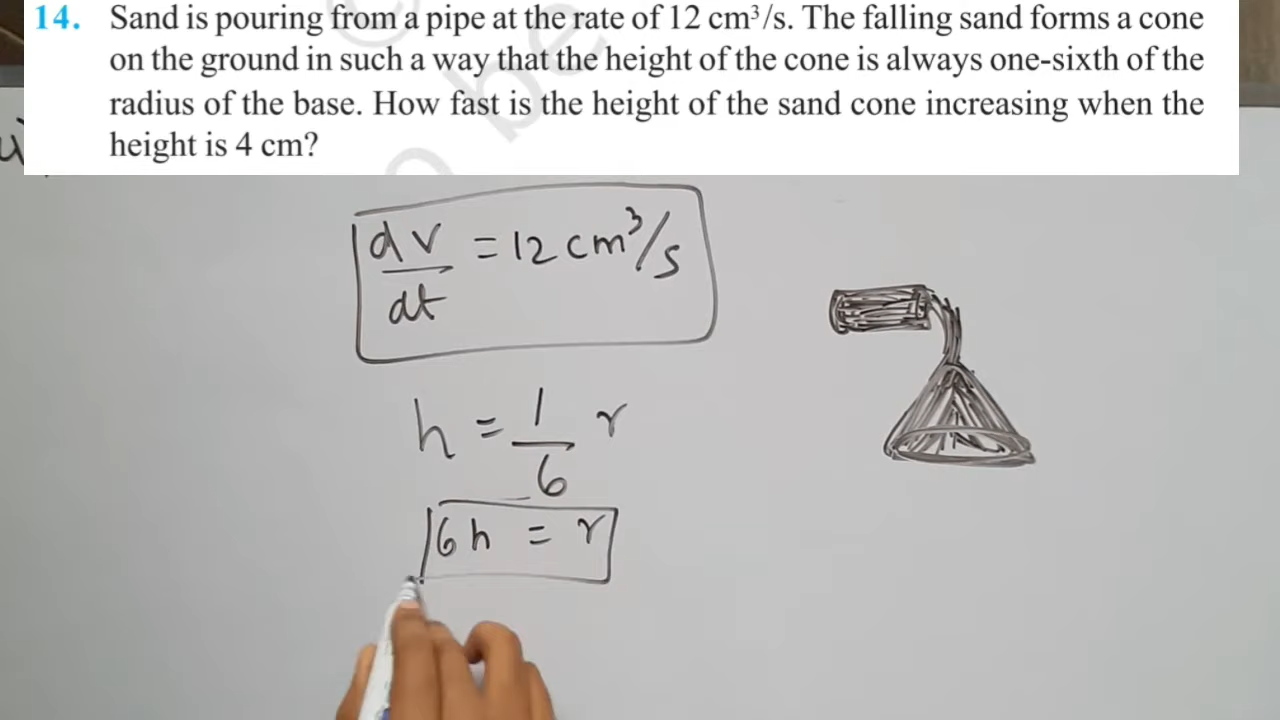 14. Sand is pouring from a pipe at the rate of 12 cm³/s. The falling sand forms a cone
on the ground in such a way that the height of the cone is always one-sixth of the
radius of the base. How fast is the height of the sand cone increasing when the
height is 4 cm?
dv/dt = 12 cm³/s
h = 1/6 r
6h = r